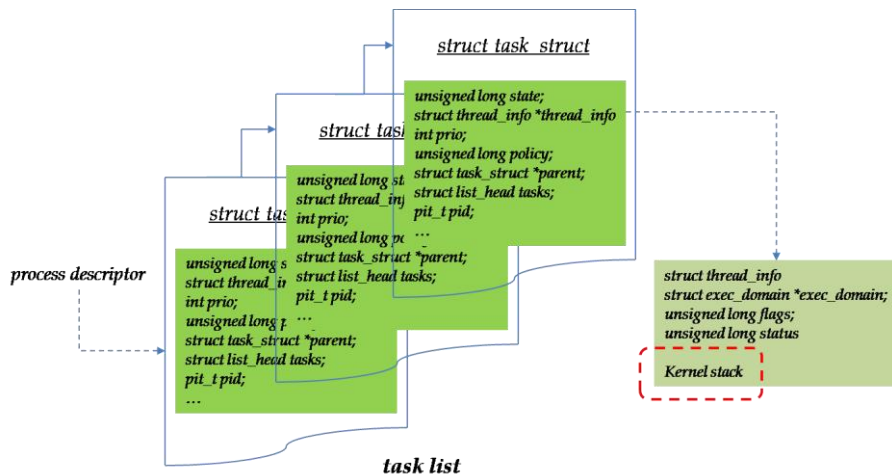 struct task_struct
unsigned long state;
struct thread_info *thread_info
int prio;
unsigned long policy;
struct task_struct *parent;
struct list_head tasks;
pit_t pid;
...
struct task
unsigned long st
struct thread_inf
int prio;
unsigned long po
struct task_struct *parent;
struct list_head tasks;
pit_t pid;
...
struct tas
unsigned long s
struct thread_in
int prio;
unsigned long p
struct task_struct *parent;
struct list_head tasks;
pit_t pid;
...
process descriptor
struct thread_info
struct exec_domain *exec_domain;
unsigned long flags;
unsigned long status
Kernel stack
task list